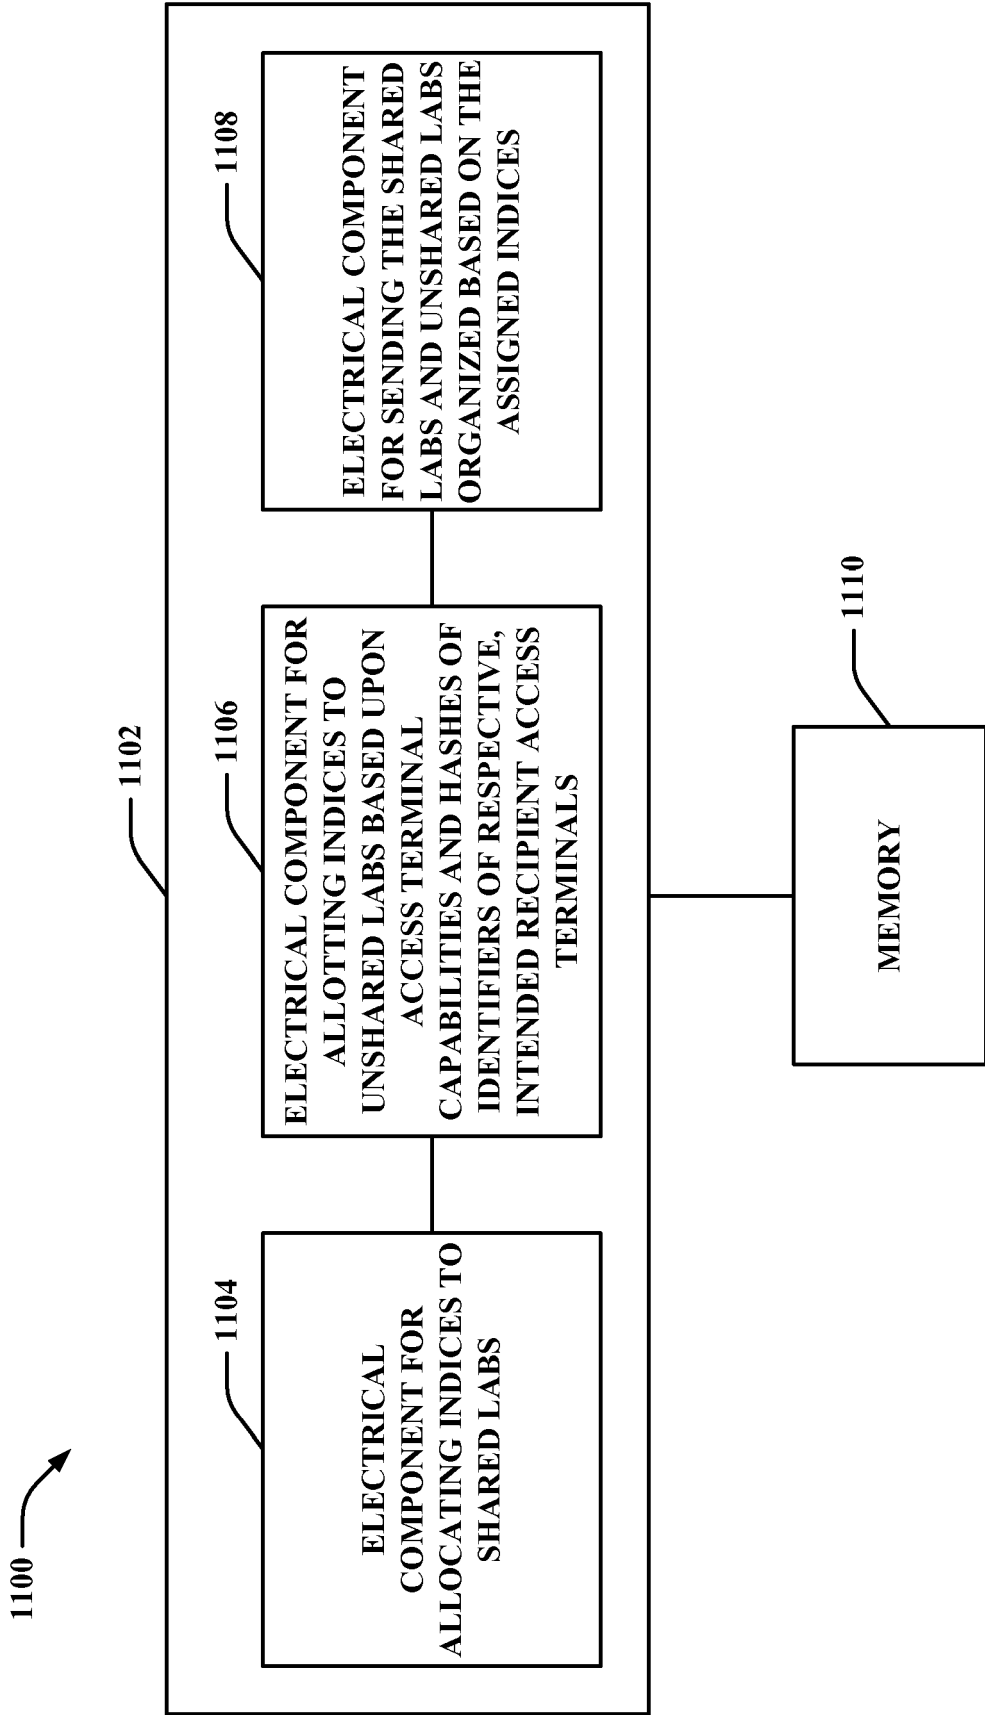 1100
1102
1104
ELECTRICAL
COMPONENT FOR
ALLOCATING INDICES TO
SHARED LABS
1106
ELECTRICAL COMPONENT FOR
ALLOTTING INDICES TO
UNSHARED LABS BASED UPON
ACCESS TERMINAL
CAPABILITIES AND HASHES OF
IDENTIFIERS OF RESPECTIVE,
INTENDED RECIPIENT ACCESS
TERMINALS
1108
ELECTRICAL COMPONENT
FOR SENDING THE SHARED
LABS AND UNSHARED LABS
ORGANIZED BASED ON THE
ASSIGNED INDICES
1110
MEMORY